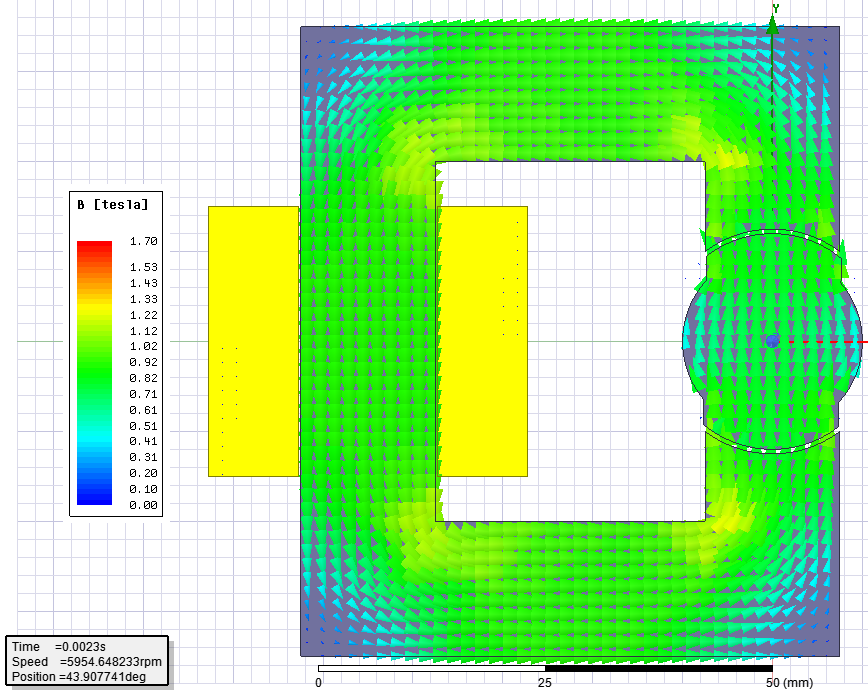 Y
B [tesla]
1.70
1.53
1.43
1.33
1.22
1.12
1.02
0.92
0.82
0.71
0.61
0.51
0.41
0.31
0.20
0.10
0.00
Time =0.0023s
Speed =5954.648233rpm
Position =43.907741deg
0 25 50 (mm)